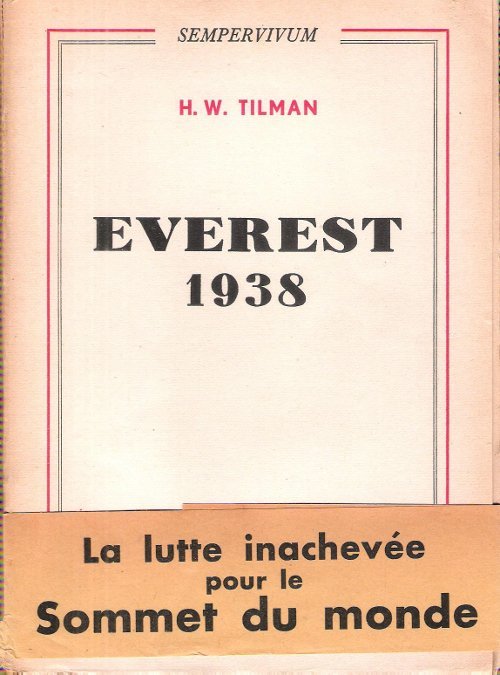 SEMPERVIVUM
H. W. TILMAN
EVEREST
1938
La lutte inachevée
pour le
Sommet du monde